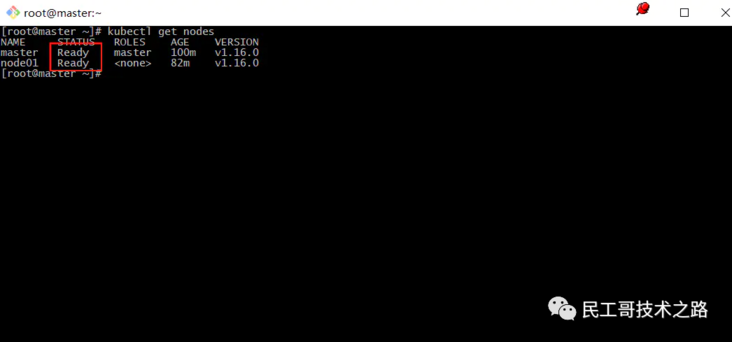 root@master:~
[root@master ~]# kubectl get nodes
NAME STATUS ROLES AGE VERSION
master Ready master 100m v1.16.0
node01 Ready <none> 82m v1.16.0
[root@master ~]#
民工哥技术之路